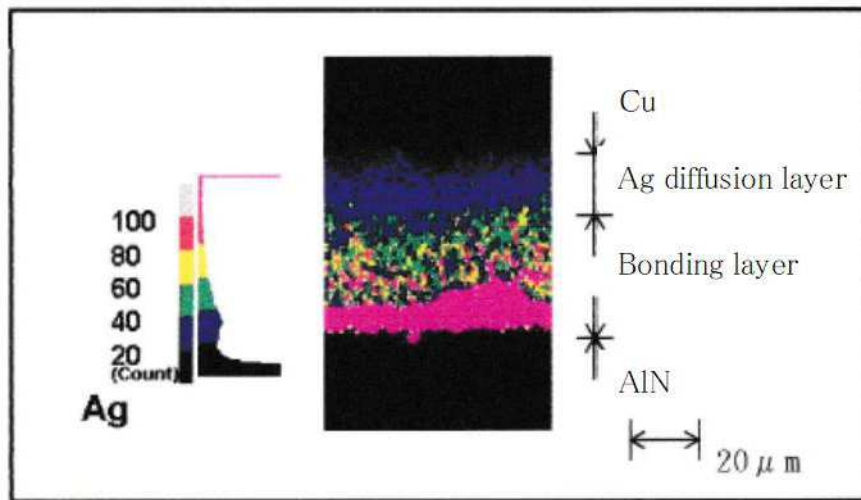 Cu
Ag diffusion layer
Bonding layer
AlN
20 μ m
100
80
60
40
20
(Count)
Ag